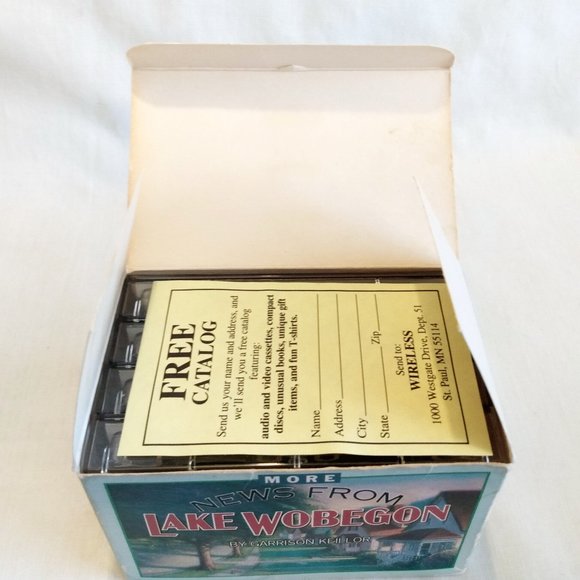 FREE
CATALOG
Send us your name and address, and
we'll send you a free catalog
featuring:
audio and video cassettes, compact
discs, unusual books, unique gift
items, and fun T-shirts.
Name
Address
City
State Zip
Send to:
WIRELESS
1000 Westgate Drive, Dept. 51
St. Paul, MN 55114
MORE
NEWS FROM
LAKE WOBEGON
BY GARRISON KEILLOR